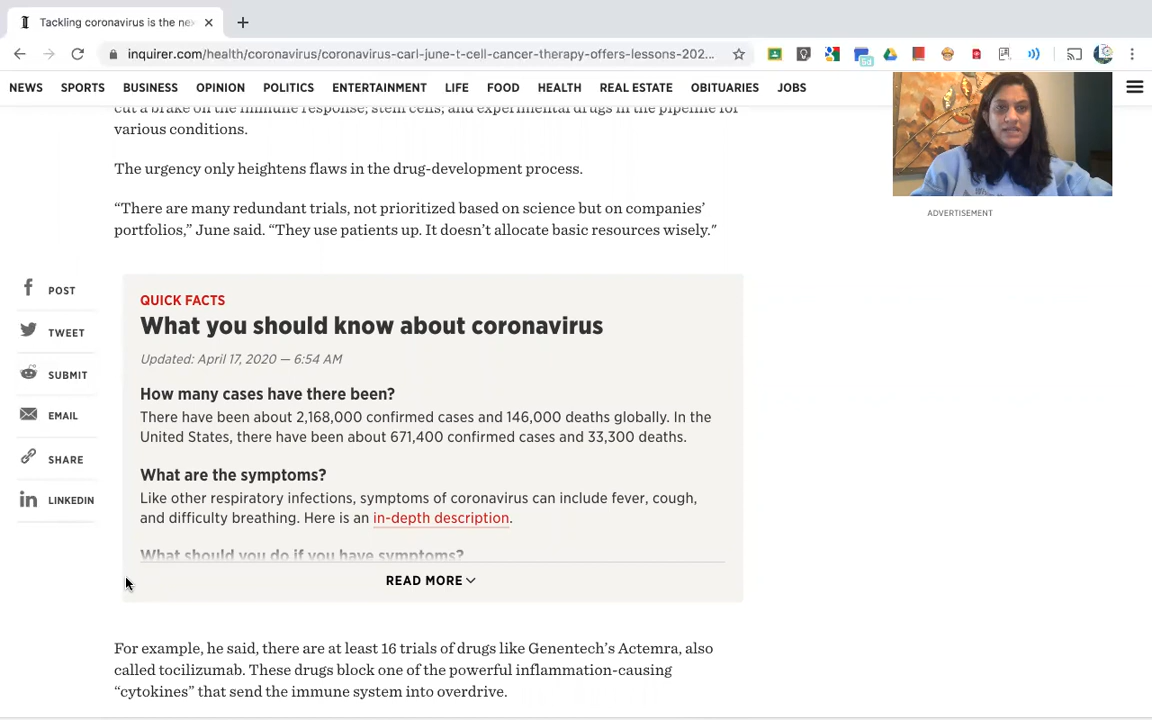 Tackling coronavirus is the ne
inquirer.com/health/coronavirus/coronavirus-carl-june-t-cell-cancer-therapy-offers-lessons-202...
5d
NEWS SPORTS BUSINESS OPINION POLITICS ENTERTAINMENT LIFE FOOD HEALTH REAL ESTATE OBITUARIES JOBS
cut a brake on the immune response; stem cells; and experimental drugs in the pipeline for
various conditions.
The urgency only heightens flaws in the drug-development process.
“There are many redundant trials, not prioritized based on science but on companies’
portfolios,” June said. “They use patients up. It doesn’t allocate basic resources wisely."
ADVERTISEMENT
POST
TWEET
SUBMIT
EMAIL
SHARE
LINKEDIN
QUICK FACTS
What you should know about coronavirus
Updated: April 17, 2020 — 6:54 AM
How many cases have there been?
There have been about 2,168,000 confirmed cases and 146,000 deaths globally. In the
United States, there have been about 671,400 confirmed cases and 33,300 deaths.
What are the symptoms?
Like other respiratory infections, symptoms of coronavirus can include fever, cough,
and difficulty breathing. Here is an in-depth description.
What should you do if you have symptoms?
READ MORE
For example, he said, there are at least 16 trials of drugs like Genentech’s Actemra, also
called tocilizumab. These drugs block one of the powerful inflammation-causing
“cytokines” that send the immune system into overdrive.